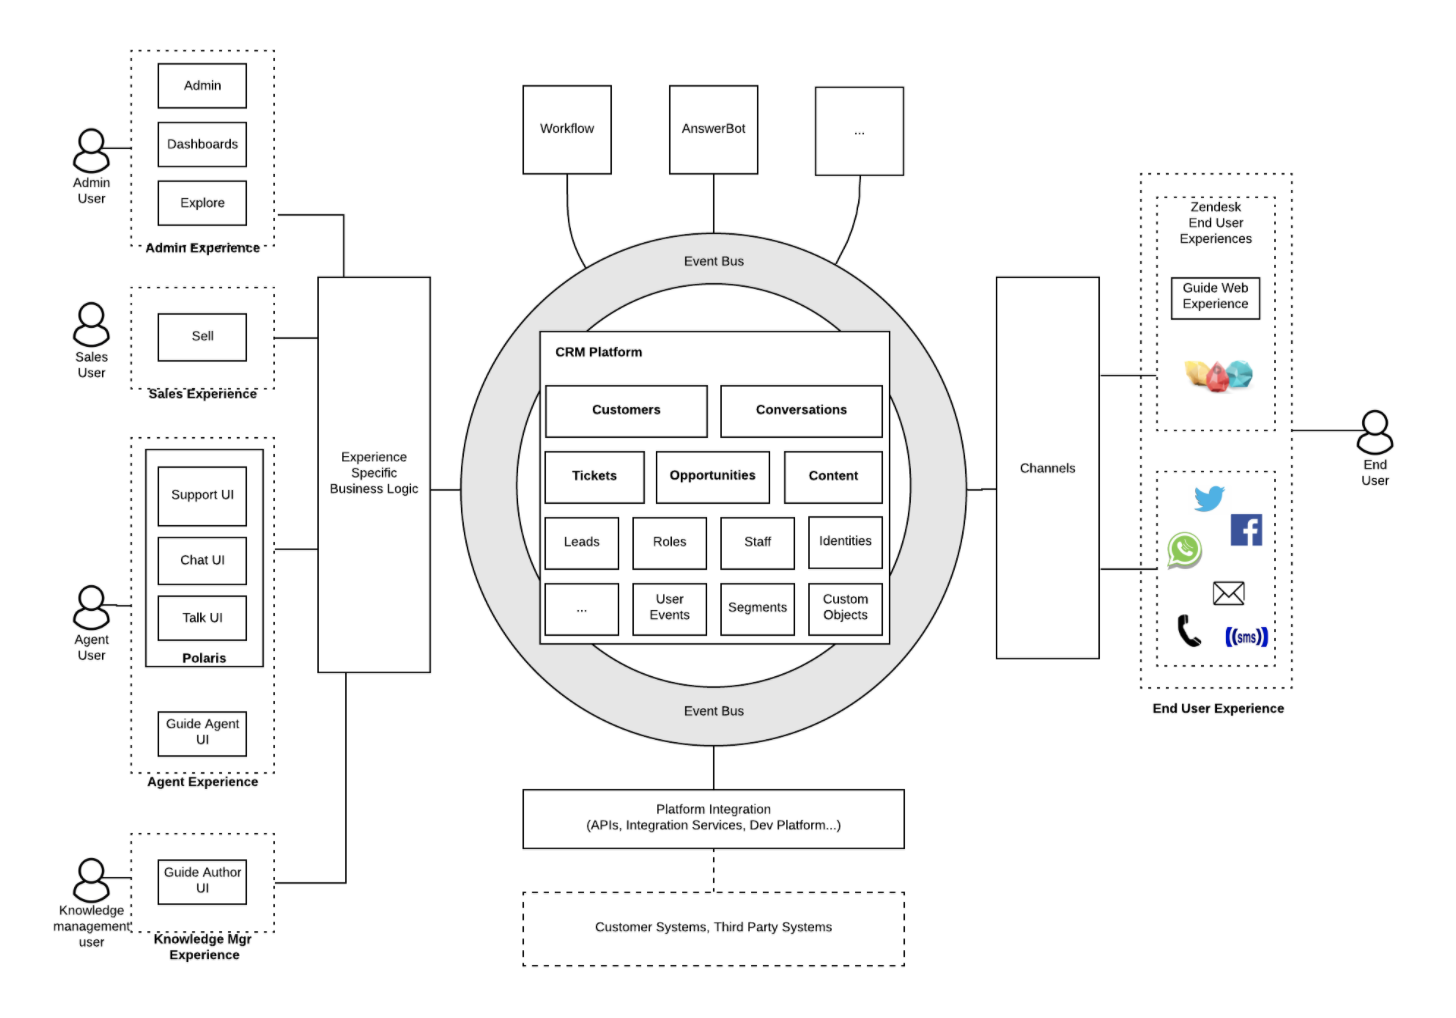 Admin
Dashboards
Explore
Admin Experience
Admin
User
Sell
Sales Experience
Sales
User
Support UI
Chat UI
Talk UI
Polaris
Guide Agent
UI
Agent Experience
Agent
User
Guide Author
UI
Knowledge Mgr
Experience
Knowledge
management
user
Experience
Specific
Business Logic
Workflow
AnswerBot
...
Event Bus
CRM Platform
Customers
Conversations
Tickets
Opportunities
Content
Leads
Roles
Staff
Identities
...
User
Events
Segments
Custom
Objects
Event Bus
Platform Integration
(APIs, Integration Services, Dev Platform...)
Customer Systems, Third Party Systems
Channels
Zendesk
End User
Experiences
Guide Web
Experience
((sms))
End User Experience
End
User